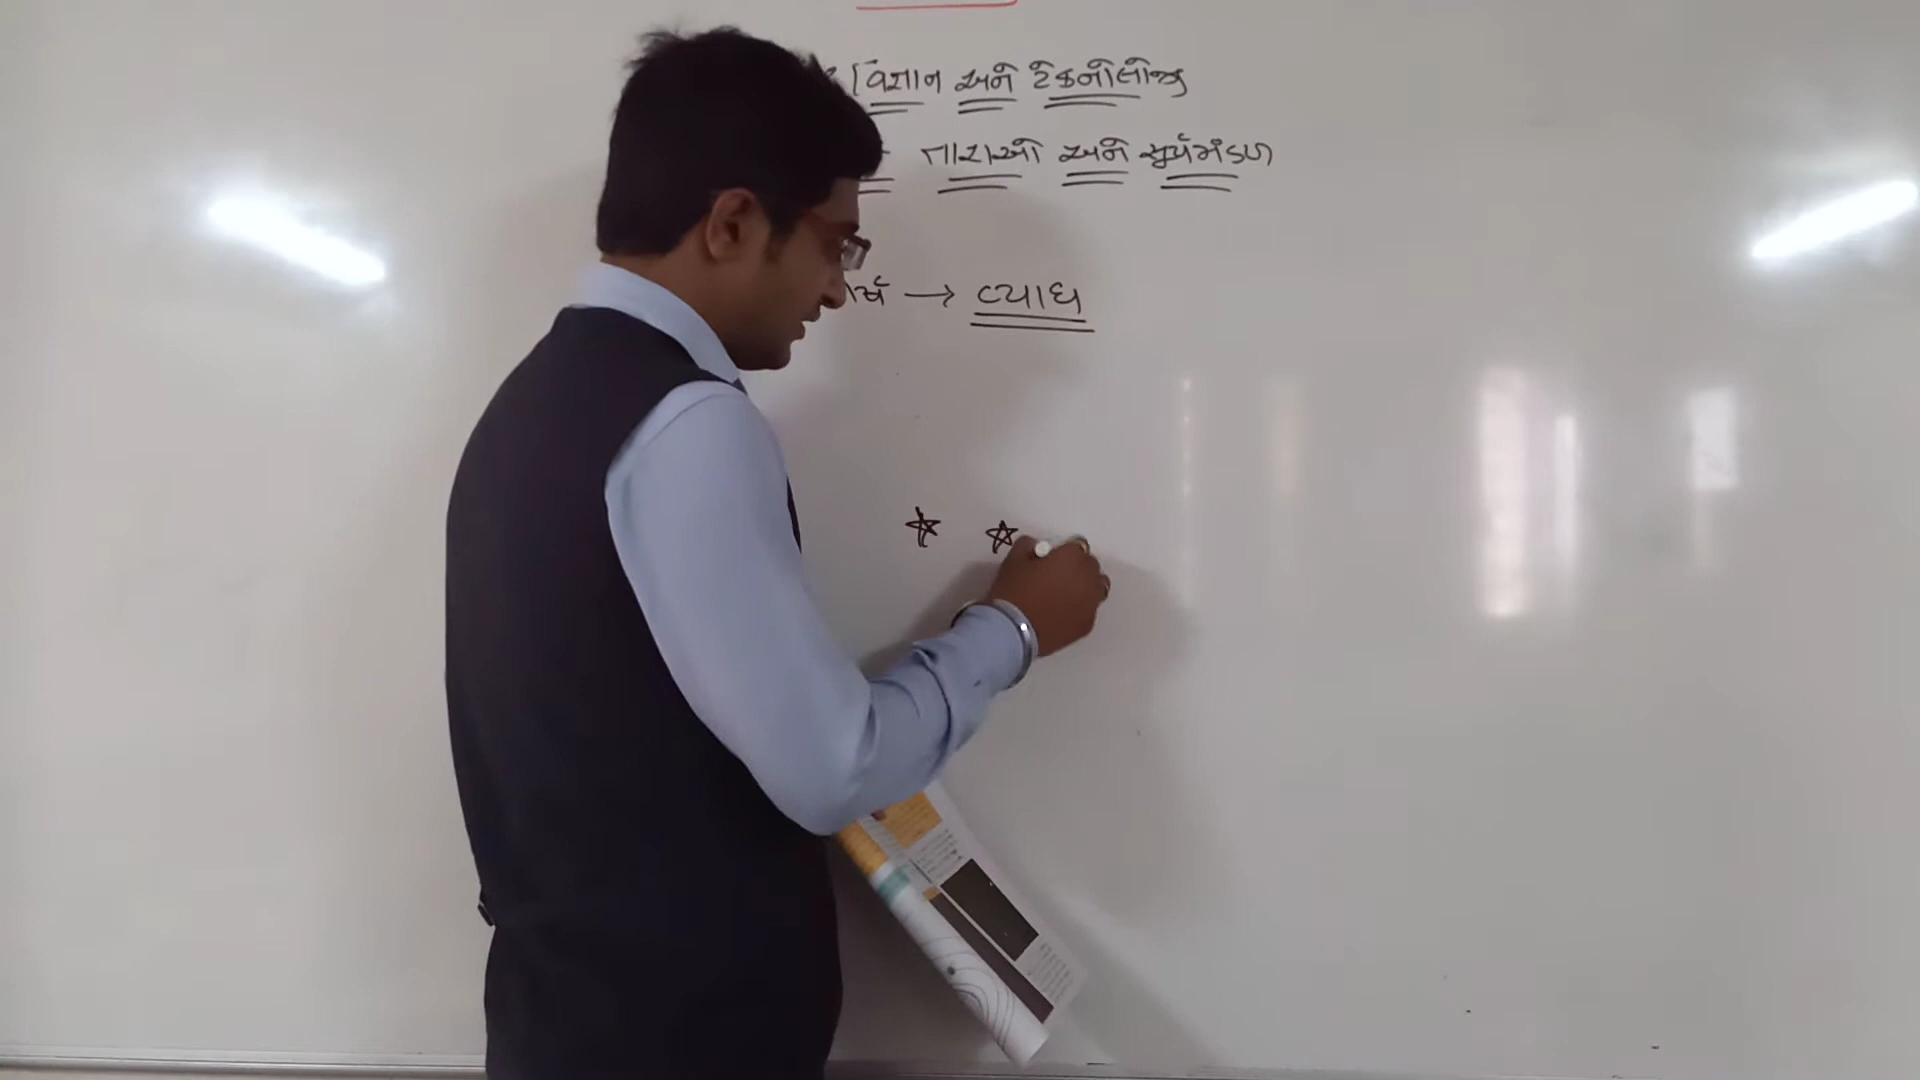 વિજ્ઞાન અને ટેકનોલોજી
તારાઓ અને સૂર્યમંડળ
→ વ્યાધ